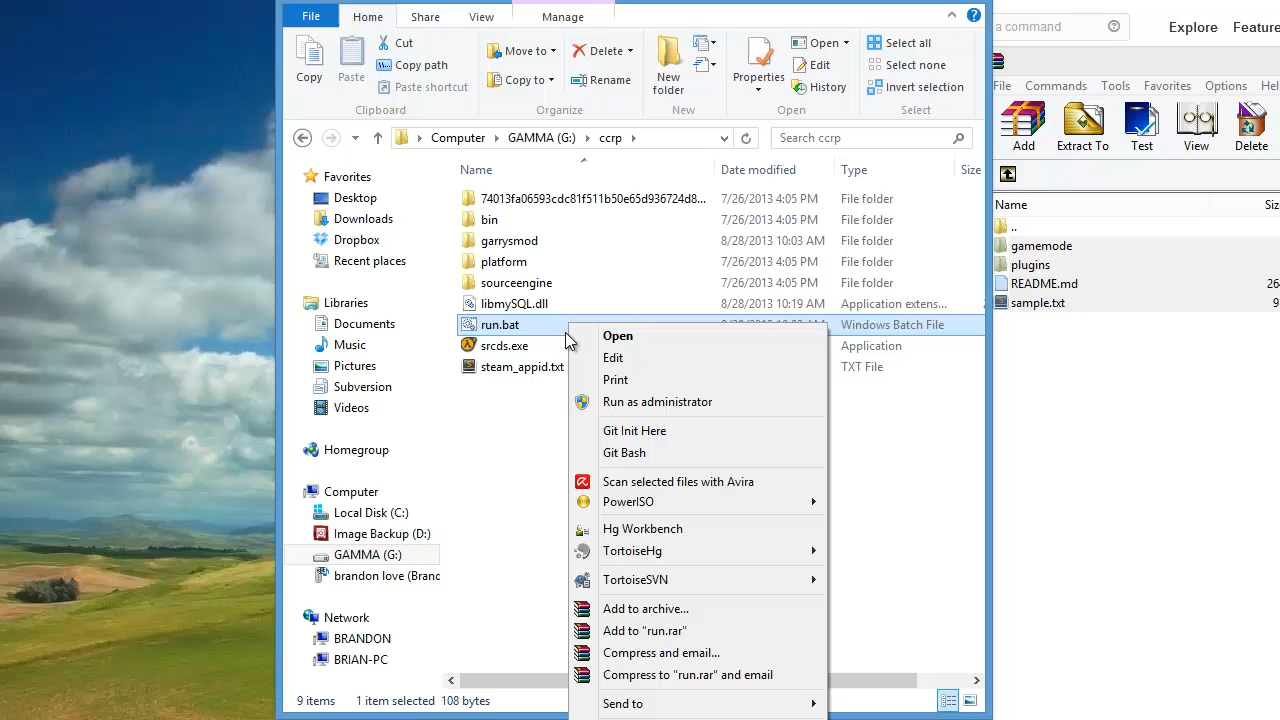 File Home Share View Manage
Copy
Paste
Cut
Copy path
Paste shortcut
Clipboard
Move to
Copy to
Delete
Rename
Organize
New folder
New
Properties
Open
Edit
History
Open
Select all
Select none
Invert selection
Select
Computer GAMMA (G:) ccrp
Search ccrp
Favorites
Desktop
Downloads
Dropbox
Recent places
Libraries
Documents
Music
Pictures
Subversion
Videos
Homegroup
Computer
Local Disk (C:)
Image Backup (D:)
GAMMA (G:)
brandon love (Branc
Network
BRANDON
BRIAN-PC
Name Date modified Type Size
74013fa06593cdc81f511b50e65d936724d8... 7/26/2013 4:05 PM File folder
bin 7/26/2013 4:05 PM File folder
garrysmod 8/28/2013 10:03 AM File folder
platform 7/26/2013 4:05 PM File folder
sourceengine 7/26/2013 4:05 PM File folder
libmySQL.dll 8/28/2013 10:19 AM Application extens...
run.bat Windows Batch File
srcds.exe Application
steam_appid.txt TXT File
Open
Edit
Print
Run as administrator
Git Init Here
Git Bash
Scan selected files with Avira
PowerISO
Hg Workbench
TortoiseHg
TortoiseSVN
Add to archive...
Add to "run.rar"
Compress and email...
Compress to "run.rar" and email
Send to
9 items 1 item selected 108 bytes
a command
Explore Feature
File Commands Tools Favorites Options
Add Extract To Test View Delete
Name Siz
..
gamemode
plugins
README.md 26
sample.txt 9